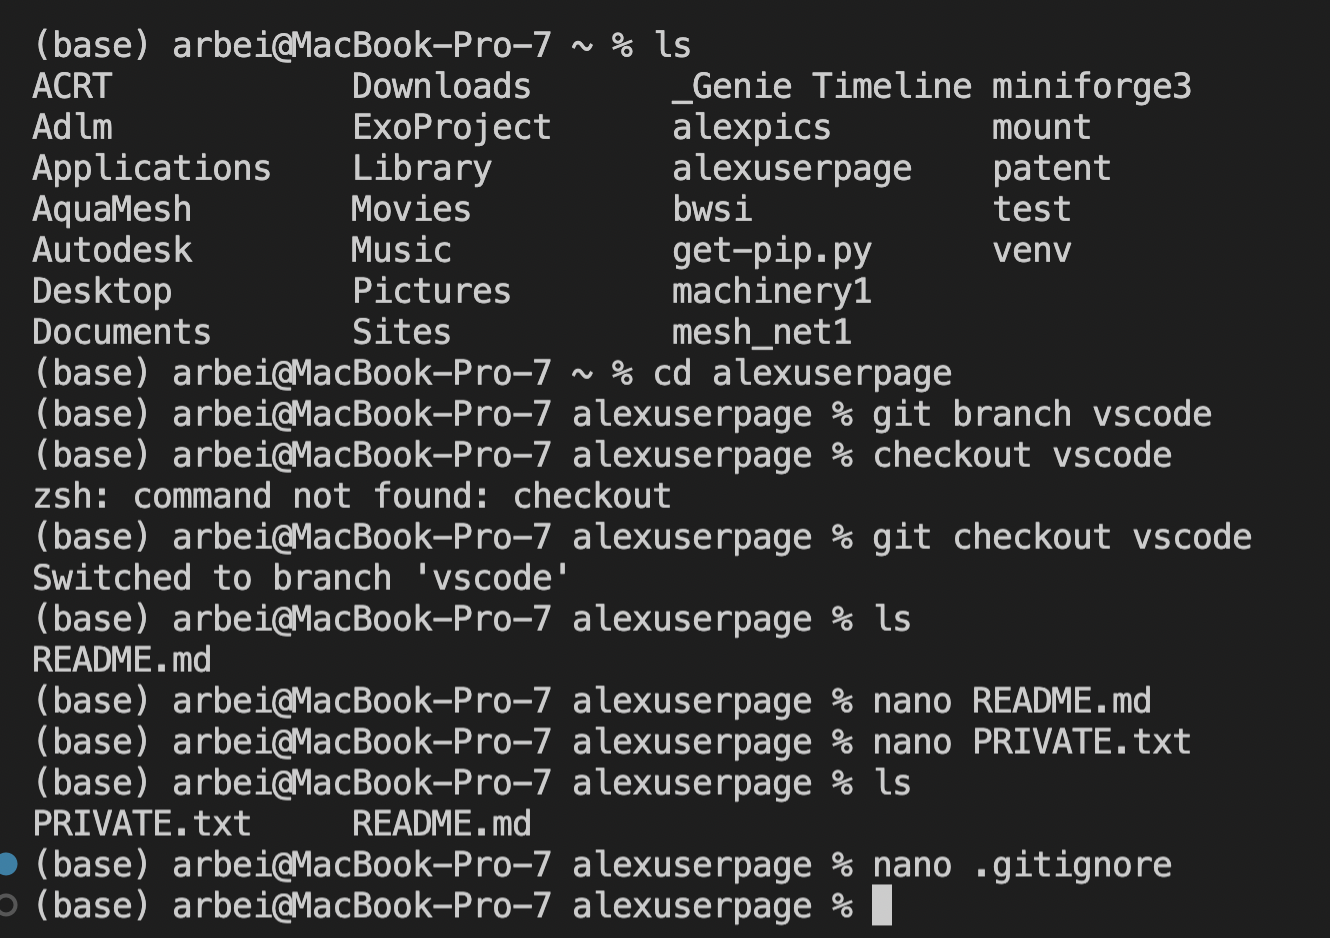 (base) arbei@MacBook-Pro-7 ~ % ls
ACRT Downloads _Genie Timeline miniforge3
Adlm ExoProject alexpics mount
Applications Library alexuserpage patent
AquaMesh Movies bwsi test
Autodesk Music get-pip.py venv
Desktop Pictures machinery1
Documents Sites mesh_net1
(base) arbei@MacBook-Pro-7 ~ % cd alexuserpage
(base) arbei@MacBook-Pro-7 alexuserpage % git branch vscode
(base) arbei@MacBook-Pro-7 alexuserpage % checkout vscode
zsh: command not found: checkout
(base) arbei@MacBook-Pro-7 alexuserpage % git checkout vscode
Switched to branch 'vscode'
(base) arbei@MacBook-Pro-7 alexuserpage % ls
README.md
(base) arbei@MacBook-Pro-7 alexuserpage % nano README.md
(base) arbei@MacBook-Pro-7 alexuserpage % nano PRIVATE.txt
(base) arbei@MacBook-Pro-7 alexuserpage % ls
PRIVATE.txt README.md
(base) arbei@MacBook-Pro-7 alexuserpage % nano .gitignore
(base) arbei@MacBook-Pro-7 alexuserpage %